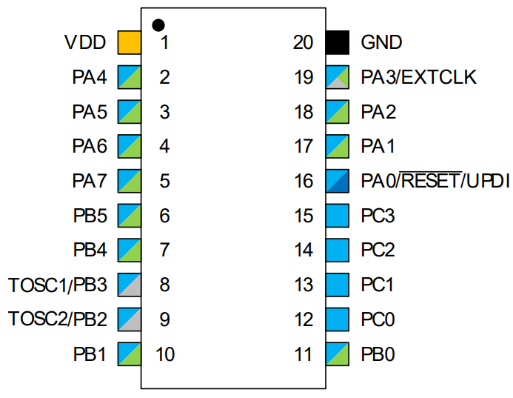 VDD 1 20 GND
PA4 2 19 PA3/EXTCLK
PA5 3 18 PA2
PA6 4 17 PA1
PA7 5 16 PA0/RESET/UPDI
PB5 6 15 PC3
PB4 7 14 PC2
TOSC1/PB3 8 13 PC1
TOSC2/PB2 9 12 PC0
PB1 10 11 PB0